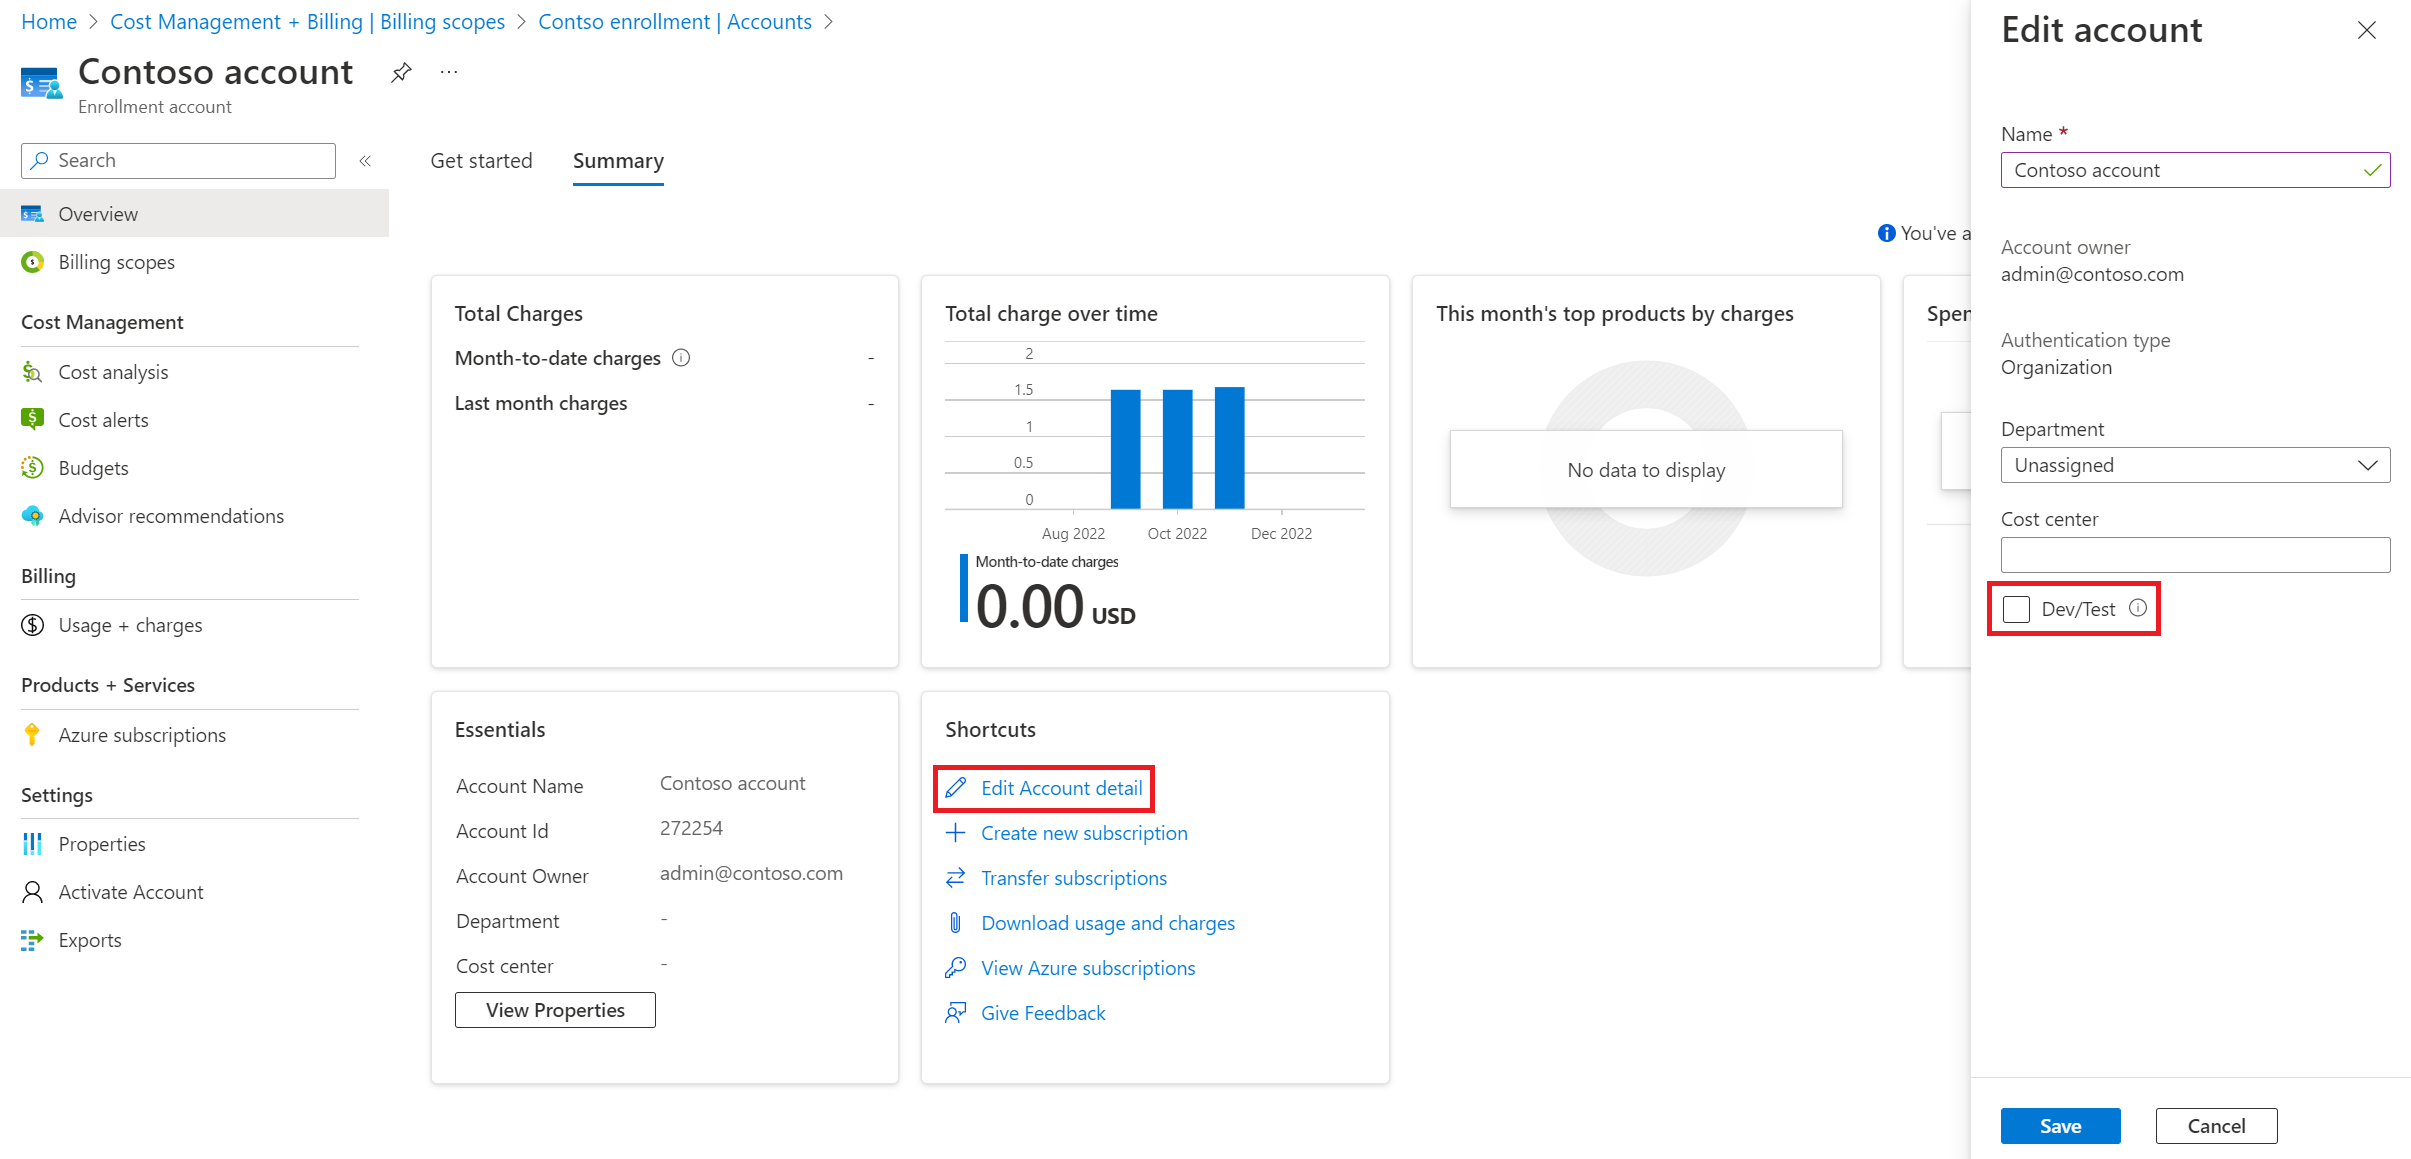 Home > Cost Management + Billing | Billing scopes > Contso enrollment | Accounts >
Contoso account
...
Enrollment account
Search
«
Overview
Billing scopes
Cost Management
Cost analysis
Cost alerts
Budgets
Advisor recommendations
Billing
Usage + charges
Products + Services
Azure subscriptions
Settings
Properties
Activate Account
Exports
Get started
Summary
You've a
Total Charges
Month-to-date charges
-
Last month charges
-
Total charge over time
2
1.5
1
0.5
0
Aug 2022
Oct 2022
Dec 2022
Month-to-date charges
0.00 USD
This month's top products by charges
No data to display
Spen
Essentials
Account Name
Contoso account
Account Id
272254
Account Owner
admin@contoso.com
Department
-
Cost center
-
View Properties
Shortcuts
Edit Account detail
Create new subscription
Transfer subscriptions
Download usage and charges
View Azure subscriptions
Give Feedback
Edit account
Name *
Contoso account
Account owner
admin@contoso.com
Authentication type
Organization
Department
Unassigned
Cost center
Dev/Test
Save
Cancel